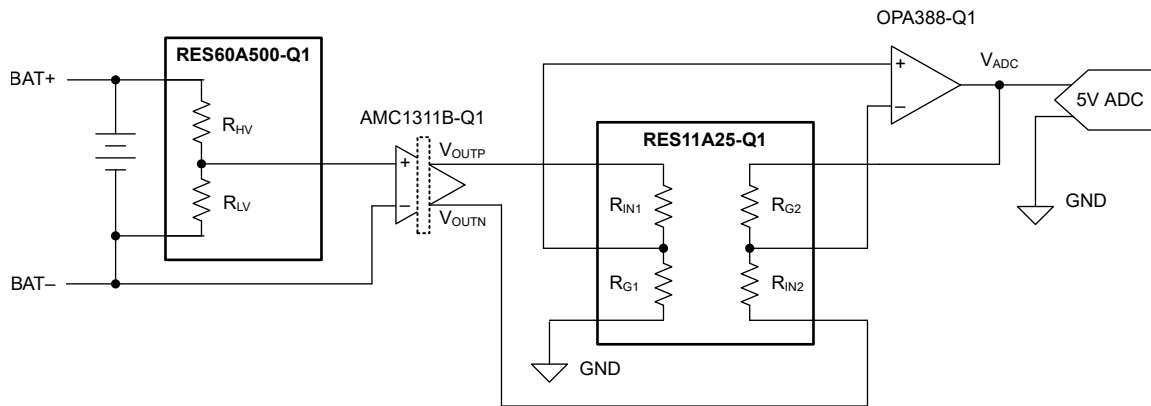 OPA388-Q1
RES60A500-Q1
BAT+
RHV
AMC1311B-Q1
VOUTP
VOUTN
RLV
BAT–
RES11A25-Q1
RIN1
RG2
RG1
RIN2
VADC
5V ADC
GND
GND
+
–
+
–